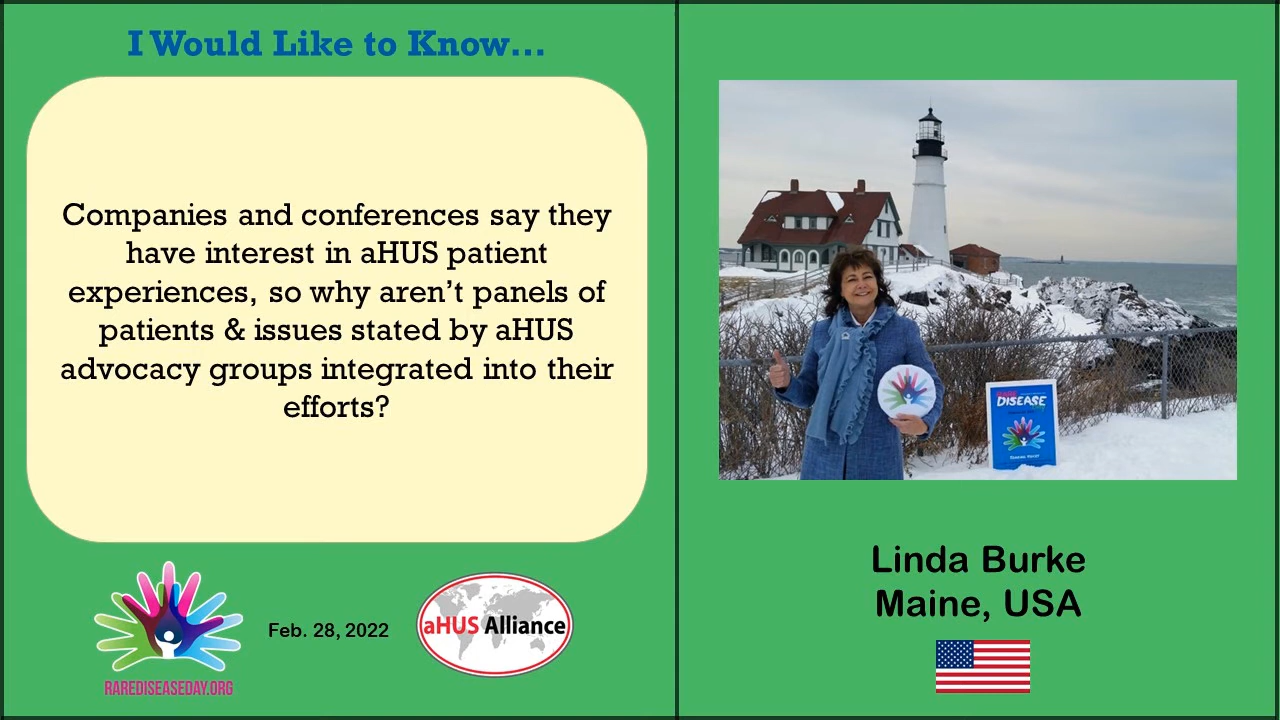 I Would Like to Know...
Companies and conferences say they
have interest in aHUS patient
experiences, so why aren’t panels of
patients & issues stated by aHUS
advocacy groups integrated into their
efforts?
RAREDISEASEDAY.ORG
Feb. 28, 2022
aHUS Alliance
DISEASE
Linda Burke
Maine, USA